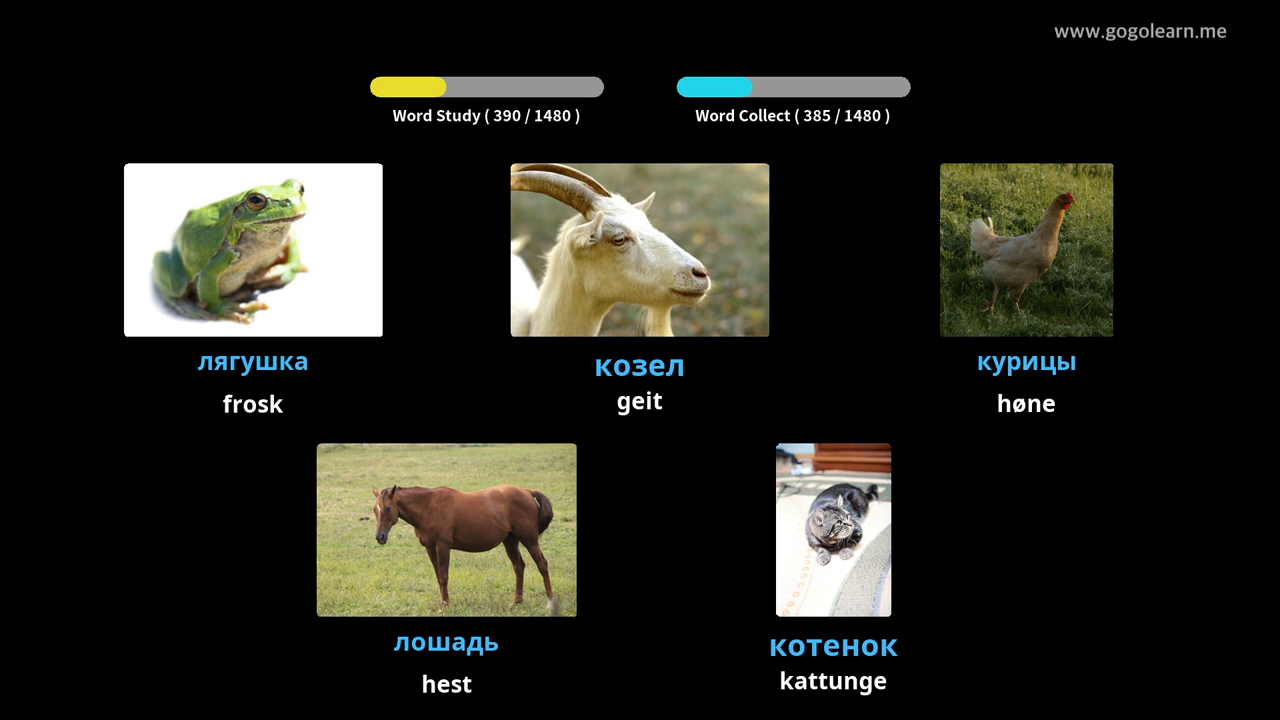 www.gogolearn.me
Word Study ( 390 / 1480 )
Word Collect ( 385 / 1480 )
лягушка
frosk
козел
geit
курицы
høne
лошадь
hest
котенок
kattunge